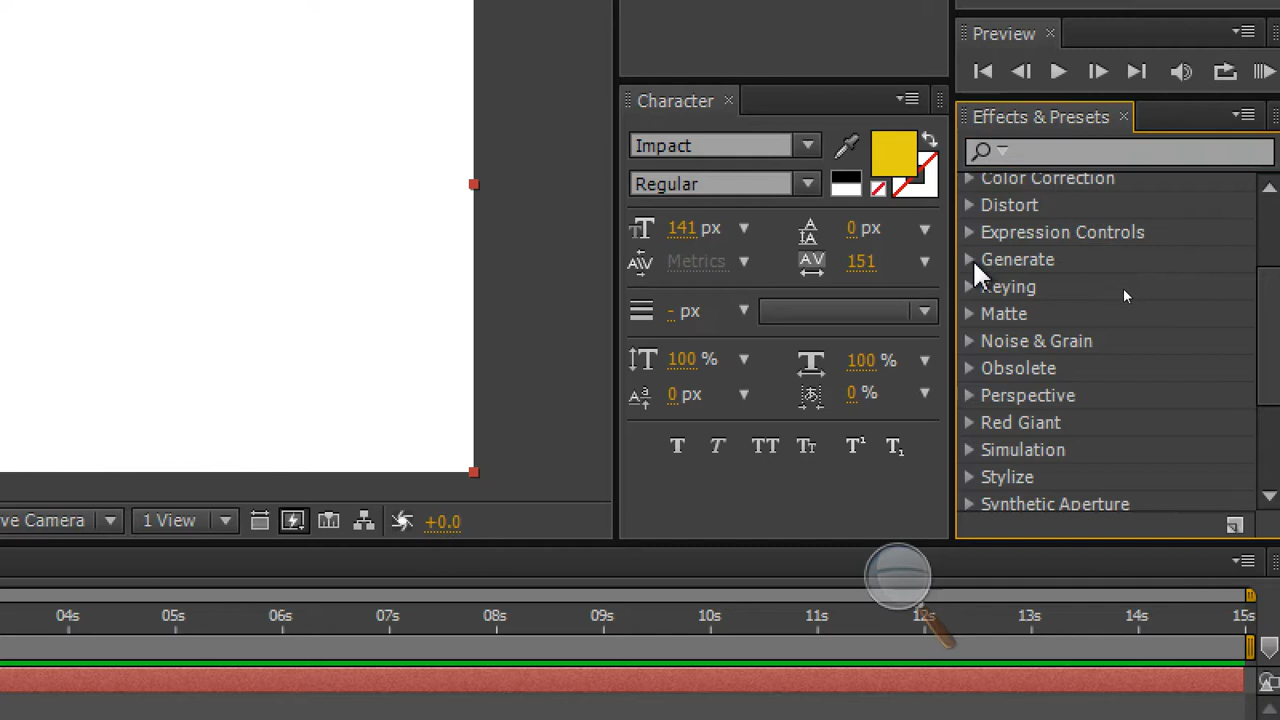 Preview
Character
Effects & Presets
Impact
Regular
Color Correction
Distort
141 px
0 px
Expression Controls
Metrics
151
Generate
Keying
- px
Matte
Noise & Grain
100 %
100 %
Obsolete
0 px
0 %
Perspective
Red Giant
T T TT Tt T¹ T₁
Simulation
Stylize
Synthetic Aperture
ve Camera
1 View
+0.0
04s 05s 06s 07s 08s 09s 10s 11s 12s 13s 14s 15s